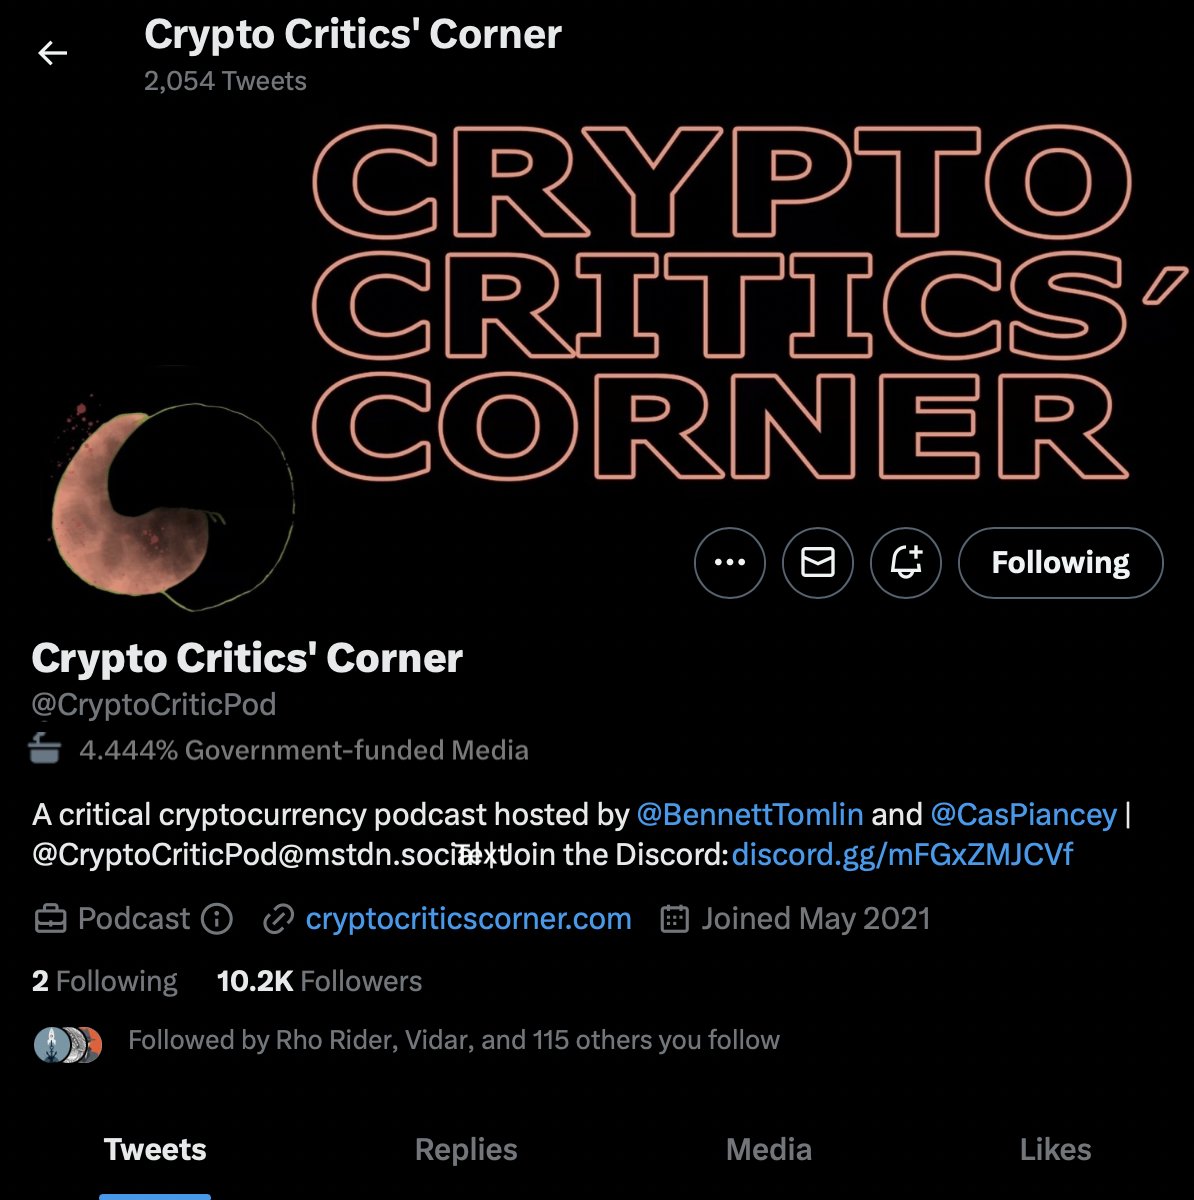 Crypto Critics' Corner
2,054 Tweets
CRYPTO
CRITICS'
CORNER
Following
Crypto Critics' Corner
@CryptoCriticPod
4.444% Government-funded Media
A critical cryptocurrency podcast hosted by @BennettTomlin and @CasPiancey |
@CryptoCriticPod@mstdn.social Text Join the Discord: discord.gg/mFGxZMJCVf
Podcast cryptocriticscorner.com Joined May 2021
2 Following 10.2K Followers
Followed by Rho Rider, Vidar, and 115 others you follow
Tweets Replies Media Likes